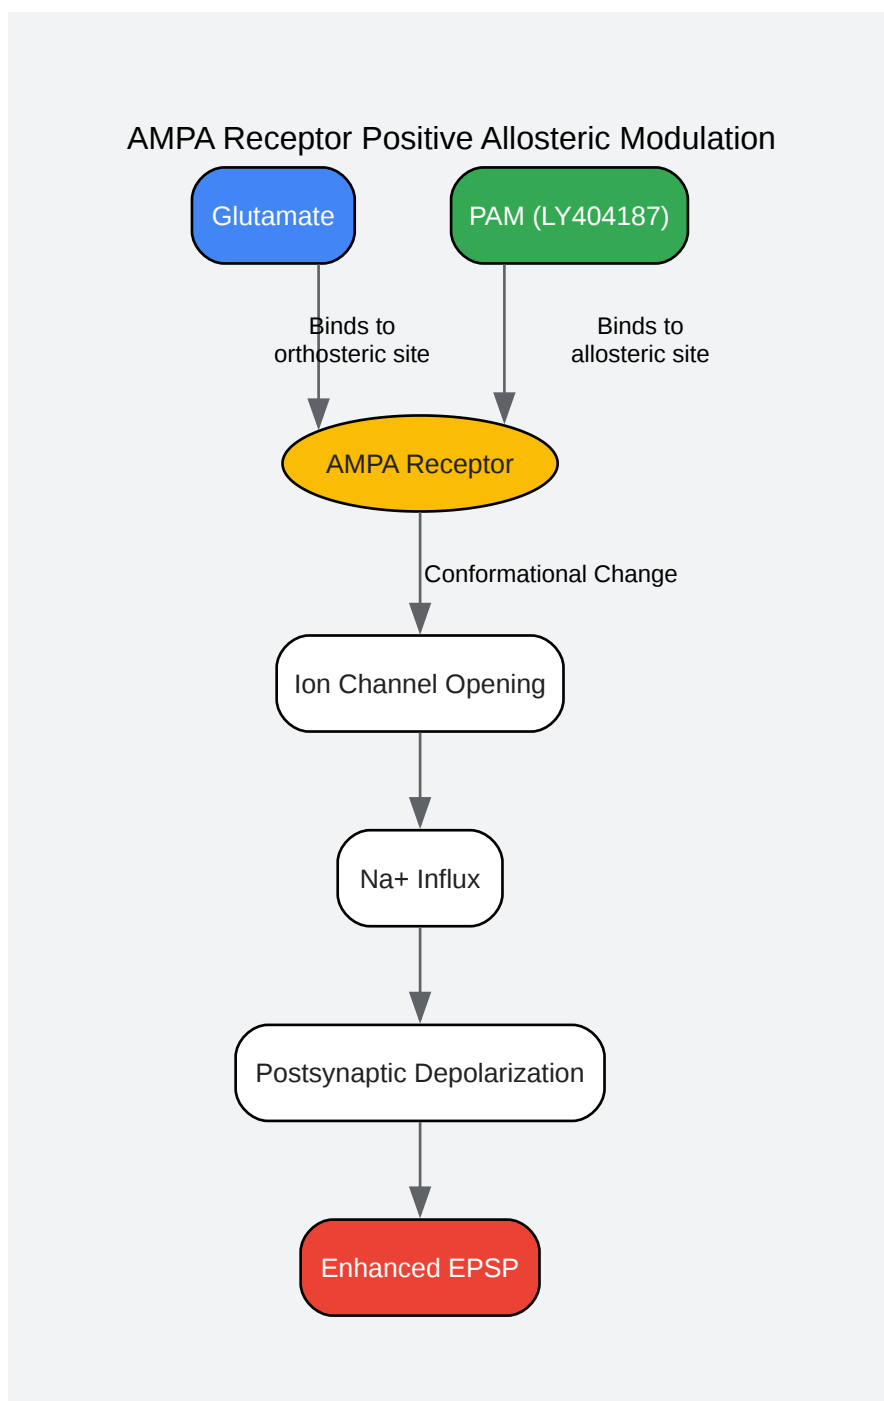 AMPA Receptor Positive Allosteric Modulation
Glutamate
PAM (LY404187)
Binds to
orthosteric site
Binds to
allosteric site
AMPA Receptor
Conformational Change
Ion Channel Opening
Na+ Influx
Postsynaptic Depolarization
Enhanced EPSP